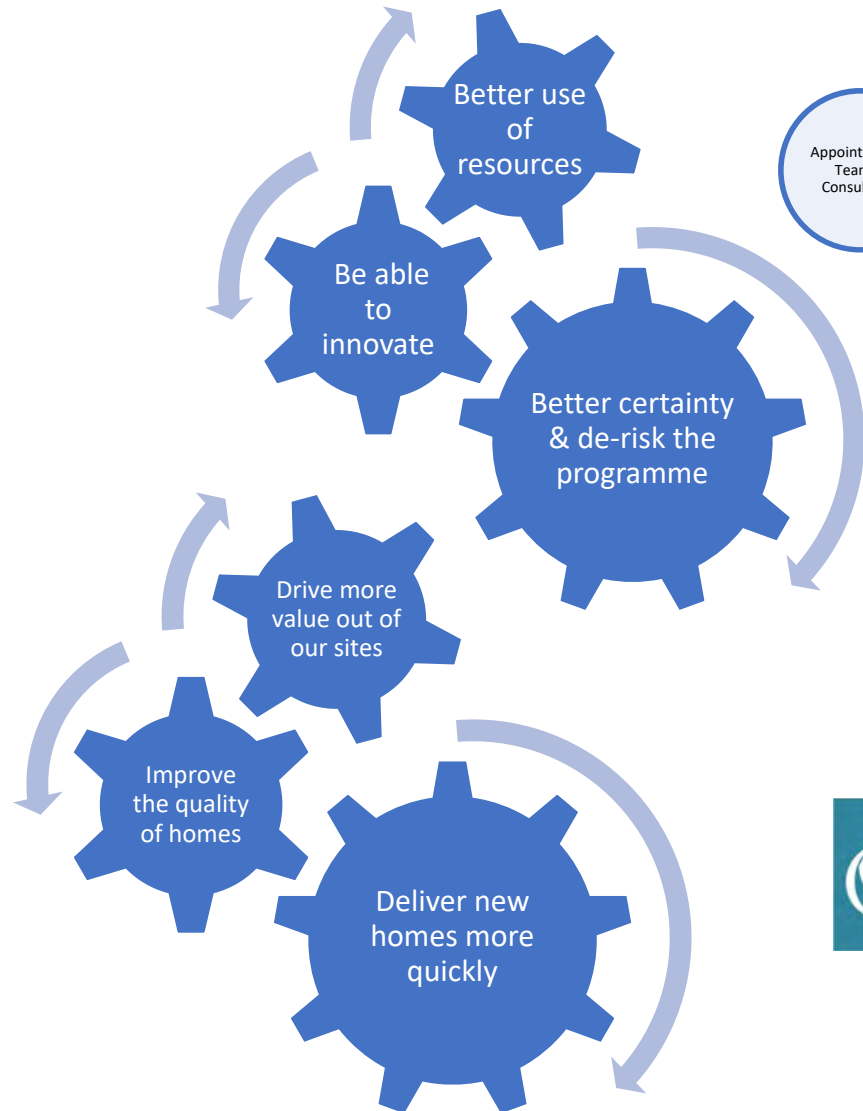 Better use
of
resources
Be able
to
innovate
Better certainty
& de-risk the
programme
Drive more
value out of
our sites
Improve
the quality
of homes
Deliver new
homes more
quickly
Appoint